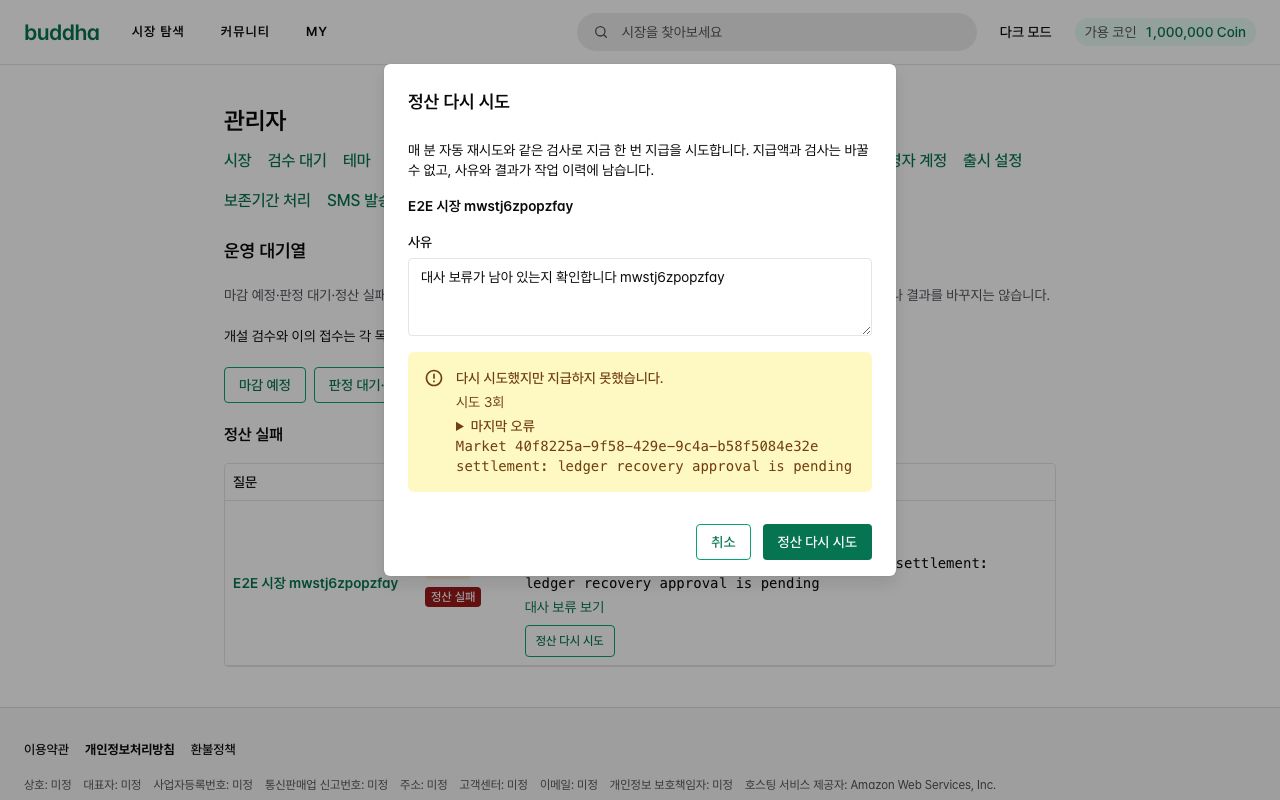 buddha
시장 탐색
커뮤니티
MY
시장을 찾아보세요
다크 모드
가용 코인 1,000,000 Coin
관리자
시장 검수 대기 테마
계정 출시 설정
보존기간 처리 SMS
운영 대기열
마감 예정·판정 대기·정산 실패
결과를 바꾸지는 않습니다.
개설 검수와 이의 접수는 각
마감 예정
판정 대기·
정산 실패
질문
E2E 시장 mwstj6zpopzfay
정산 실패
settlement:
ledger recovery approval is pending
대사 보류 보기
정산 다시 시도
정산 다시 시도
매 분 자동 재시도와 같은 검사로 지금 한 번 지급을 시도합니다. 지급액과 검사는 바꿀
수 없고, 사유와 결과가 작업 이력에 남습니다.
E2E 시장 mwstj6zpopzfay
사유
대사 보류가 남아 있는지 확인합니다 mwstj6zpopzfay
다시 시도했지만 지급하지 못했습니다.
시도 3회
▶ 마지막 오류
Market 40f8225a-9f58-429e-9c4a-b58f5084e32e
settlement: ledger recovery approval is pending
취소
정산 다시 시도
이용약관 개인정보처리방침 환불정책
상호: 미정 대표자: 미정 사업자등록번호: 미정 통신판매업 신고번호: 미정 주소: 미정 고객센터: 미정 이메일: 미정 개인정보 보호책임자: 미정 호스팅 서비스 제공자: Amazon Web Services, Inc.